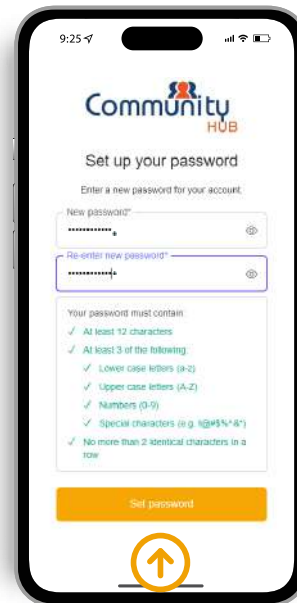 9:25
Community
HUB
Set up your password
Enter a new password for your account.
New password*
Re-enter new password*
Your password must contain:
At least 12 characters
At least 3 of the following:
Lower case letters (a-z)
Upper case letters (A-Z)
Numbers (0-9)
Special characters (e.g. !@#$%^&*)
No more than 2 identical characters in a
row
Set password